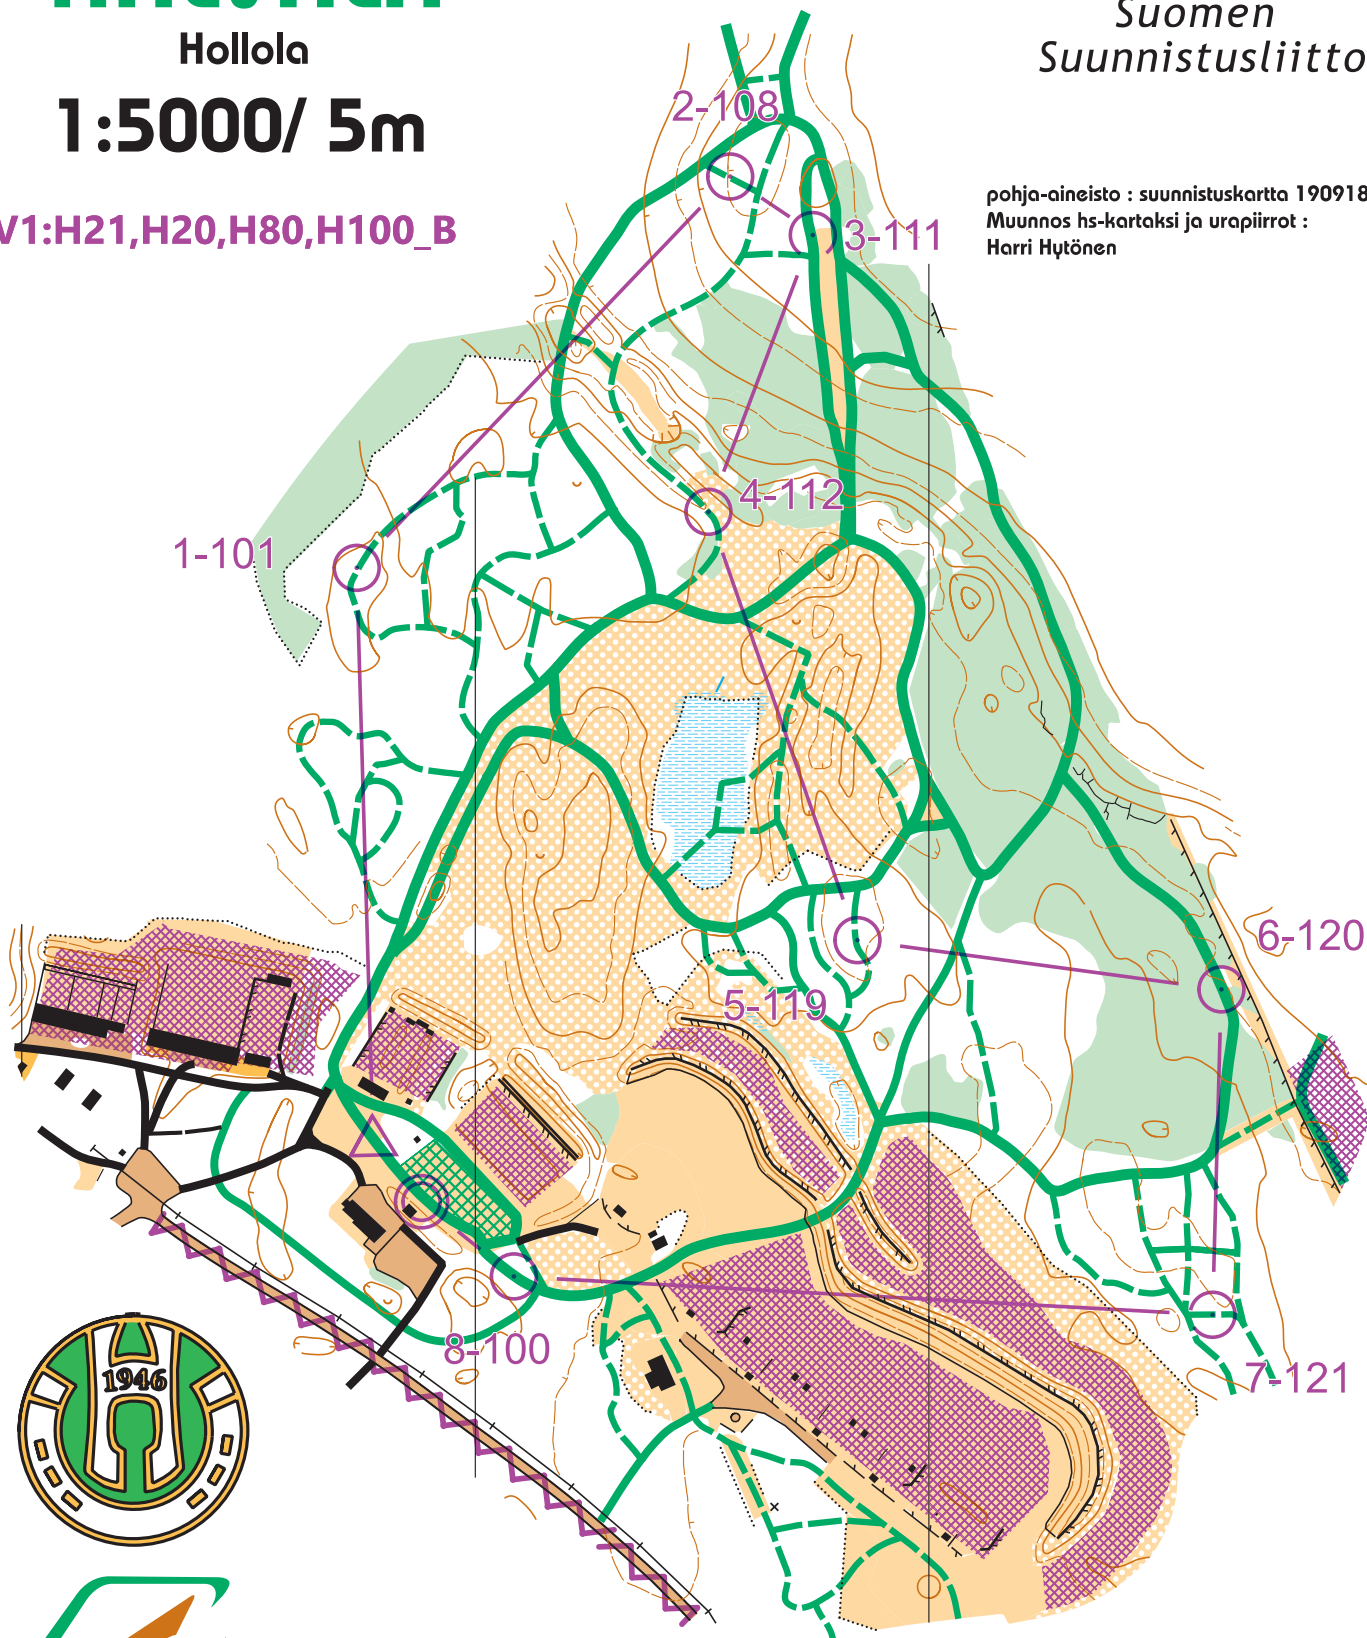 Hollola
1:5000/ 5m
V1:H21,H20,H80,H100_B
Suomen
Suunnistusliitto
pohja-aineisto : suunnistuskartta 190918
Muunnos hs-kartaksi ja urapiirrot :
Harri Hytönen
2-108
3-111
4-112
1-101
6-120
5-119
8-100
7-121
1946